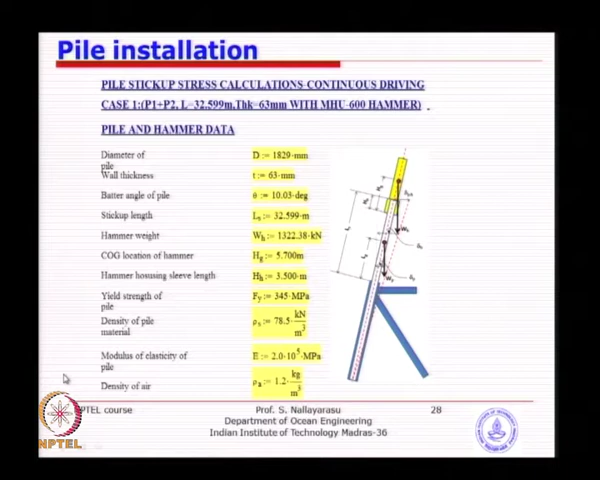 Pile installation
PILE STICKUP STRESS CALCULATIONS-CONTINUOUS DRIVING
CASE 1:(P1+P2, L=32.599m,Thk=63mm WITH MHU-600 HAMMER) .
PILE AND HAMMER DATA
Diameter of pile D := 1829·mm
Wall thickness t := 63·mm
Batter angle of pile θ := 10.03·deg
Stickup length Ls := 32.599·m
Hammer weight Wh := 1322.38·kN
COG location of hammer Hg := 5.700m
Hammer hosusing sleeve length Hh := 3.500·m
Yield strength of pile Fy := 345·MPa
Density of pile material ρs := 78.5·kN/m³
Modulus of elasticity of pile E := 2.0·10⁵·MPa
Density of air ρa := 1.2·kg/m³
PTEL course
Prof. S. Nallayarasu
Department of Ocean Engineering
Indian Institute of Technology Madras-36
28
NPTEL